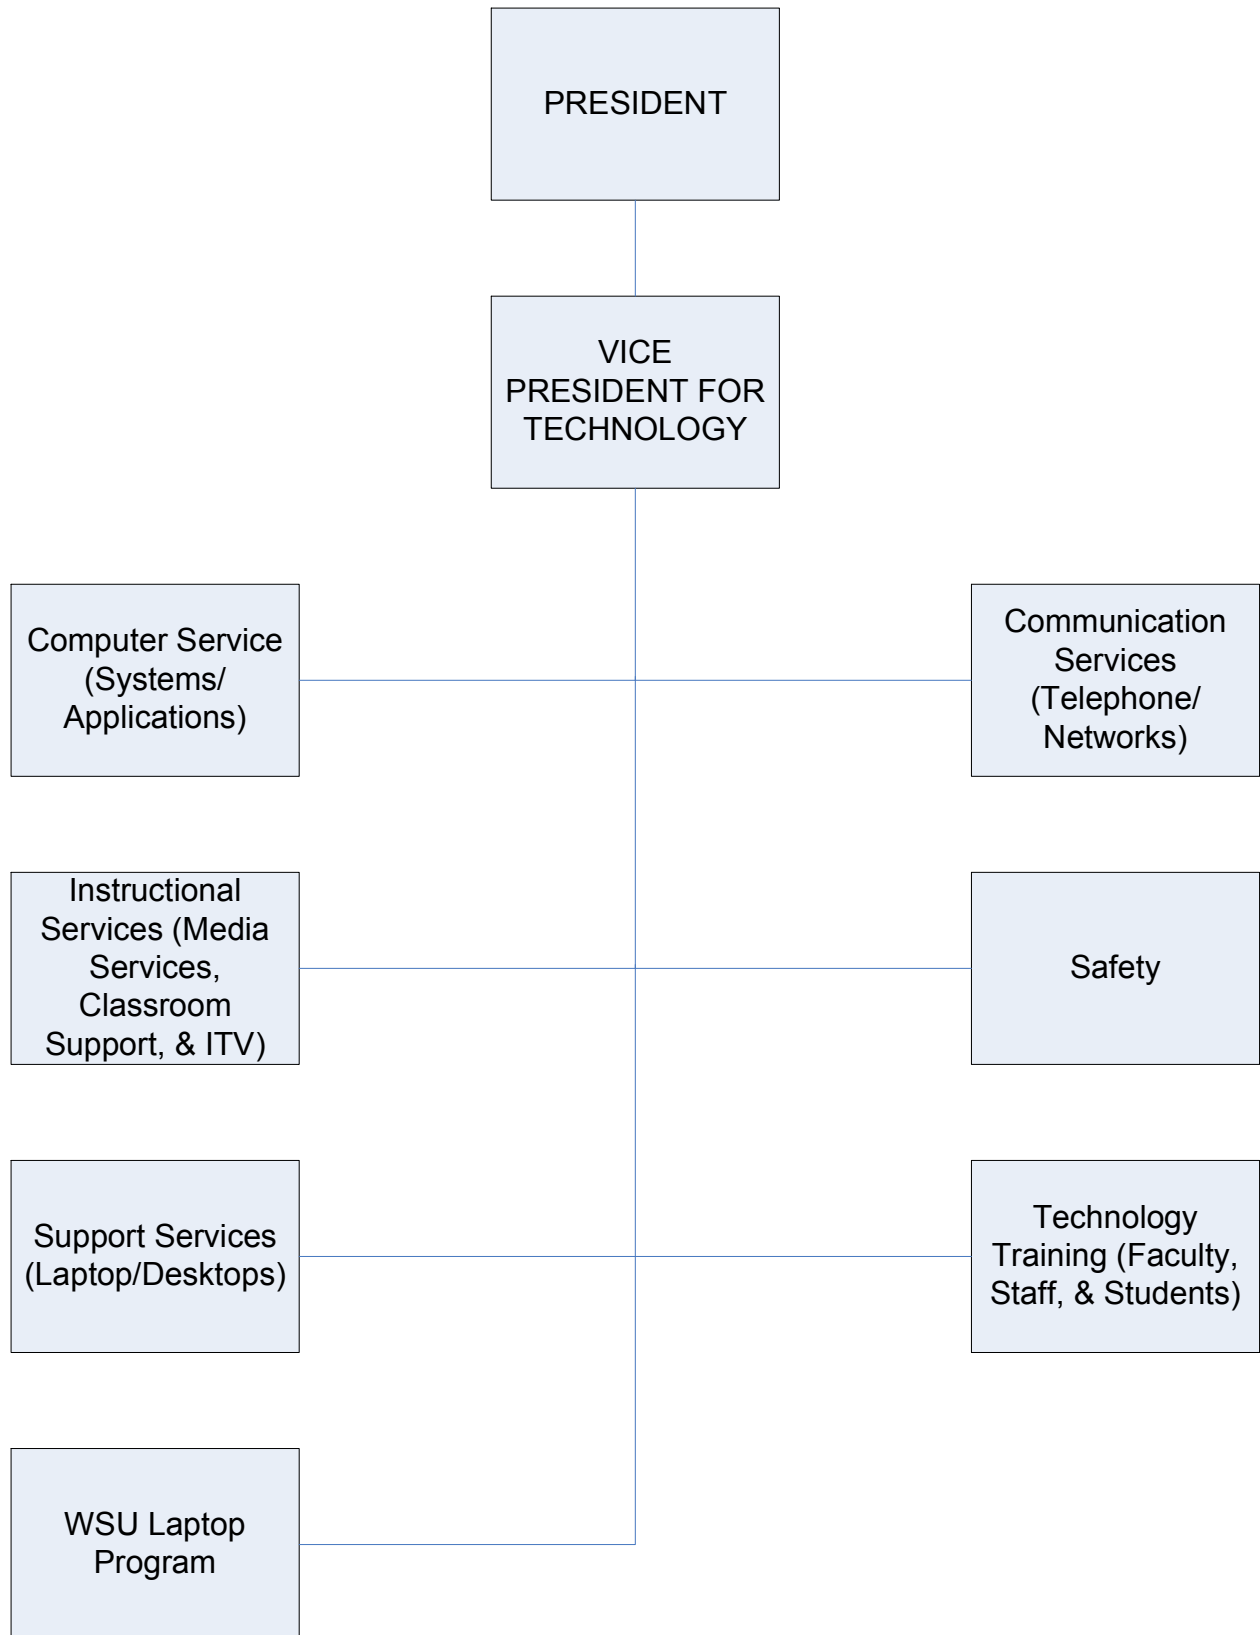 PRESIDENT
VICE
PRESIDENT FOR
TECHNOLOGY
Computer Service
(Systems/
Applications)
Communication
Services
(Telephone/
Networks)
Instructional
Services (Media
Services,
Classroom
Support, & ITV)
Safety
Support Services
(Laptop/Desktops)
Technology
Training (Faculty,
Staff, & Students)
WSU Laptop
Program